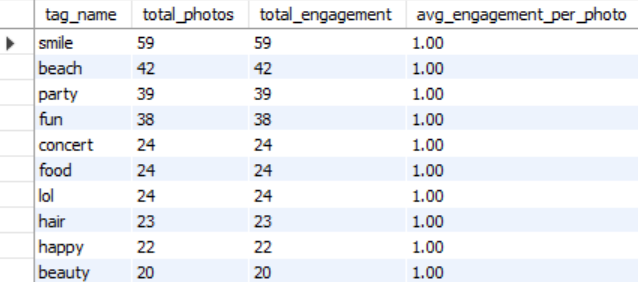 tag_name total_photos total_engagement avg_engagement_per_photo
smile 59 59 1.00
beach 42 42 1.00
party 39 39 1.00
fun 38 38 1.00
concert 24 24 1.00
food 24 24 1.00
lol 24 24 1.00
hair 23 23 1.00
happy 22 22 1.00
beauty 20 20 1.00